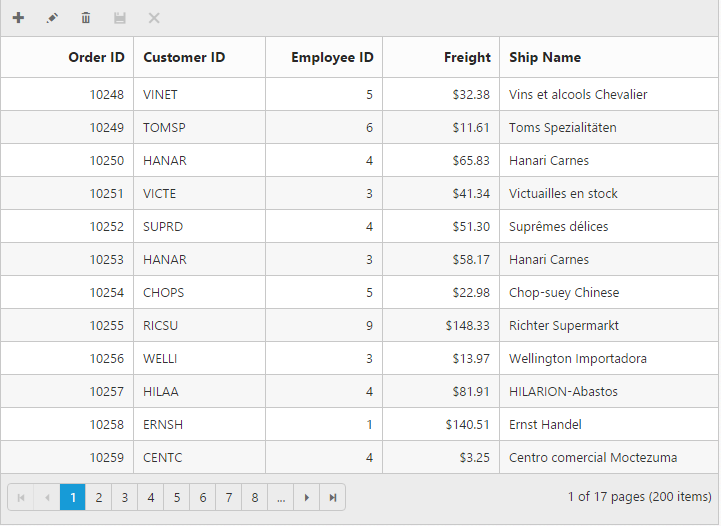 Order ID Customer ID Employee ID Freight Ship Name
10248 VINET 5 $32.38 Vins et alcools Chevalier
10249 TOMSP 6 $11.61 Toms Spezialitäten
10250 HANAR 4 $65.83 Hanari Carnes
10251 VICTE 3 $41.34 Victuailles en stock
10252 SUPRD 4 $51.30 Suprêmes délices
10253 HANAR 3 $58.17 Hanari Carnes
10254 CHOPS 5 $22.98 Chop-suey Chinese
10255 RICSU 9 $148.33 Richter Supermarkt
10256 WELLI 3 $13.97 Wellington Importadora
10257 HILAA 4 $81.91 HILARION-Abastos
10258 ERNSH 1 $140.51 Ernst Handel
10259 CENTC 4 $3.25 Centro comercial Moctezuma
1 2 3 4 5 6 7 8 ... 1 of 17 pages (200 items)